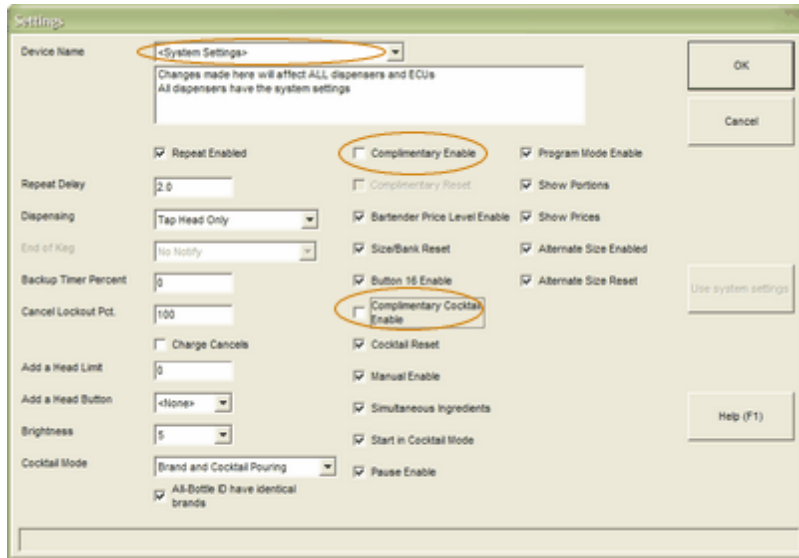 Settings
Device Name
<System Settings>
OK
Changes made here will affect ALL dispensers and ECUs
All dispensers have the system settings
Cancel
Repeat Enabled
Complimentary Enable
Program Mode Enable
Repeat Delay
2.0
Complimentary Reset
Show Portions
Dispensing
Tap Head Only
Bartender Price Level Enable
Show Prices
End of Keg
No Notify
Size/Bank Reset
Alternate Size Enabled
Backup Timer Percent
0
Button 16 Enable
Alternate Size Reset
Use system settings
Cancel Lockout Pct.
100
Complimentary Cocktail
Enable
Charge Cancels
Cocktail Reset
Add a Head Limit
0
Manual Enable
Add a Head Button
<None>
Simultaneous Ingredients
Help (F1)
Brightness
5
Start in Cocktail Mode
Cocktail Mode
Brand and Cocktail Pouring
Pause Enable
All-Bottle ID have identical
brands